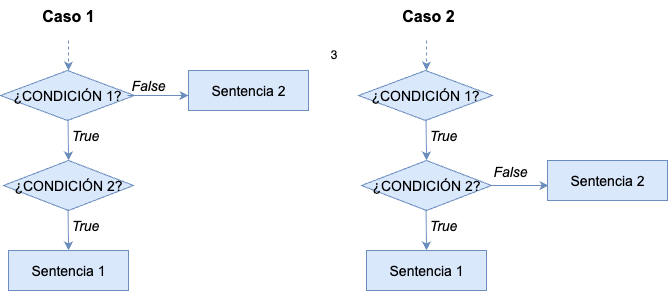 Caso 1
¿CONDICIÓN 1?
False
Sentencia 2
True
¿CONDICIÓN 2?
True
Sentencia 1
3
Caso 2
¿CONDICIÓN 1?
True
¿CONDICIÓN 2?
False
Sentencia 2
True
Sentencia 1